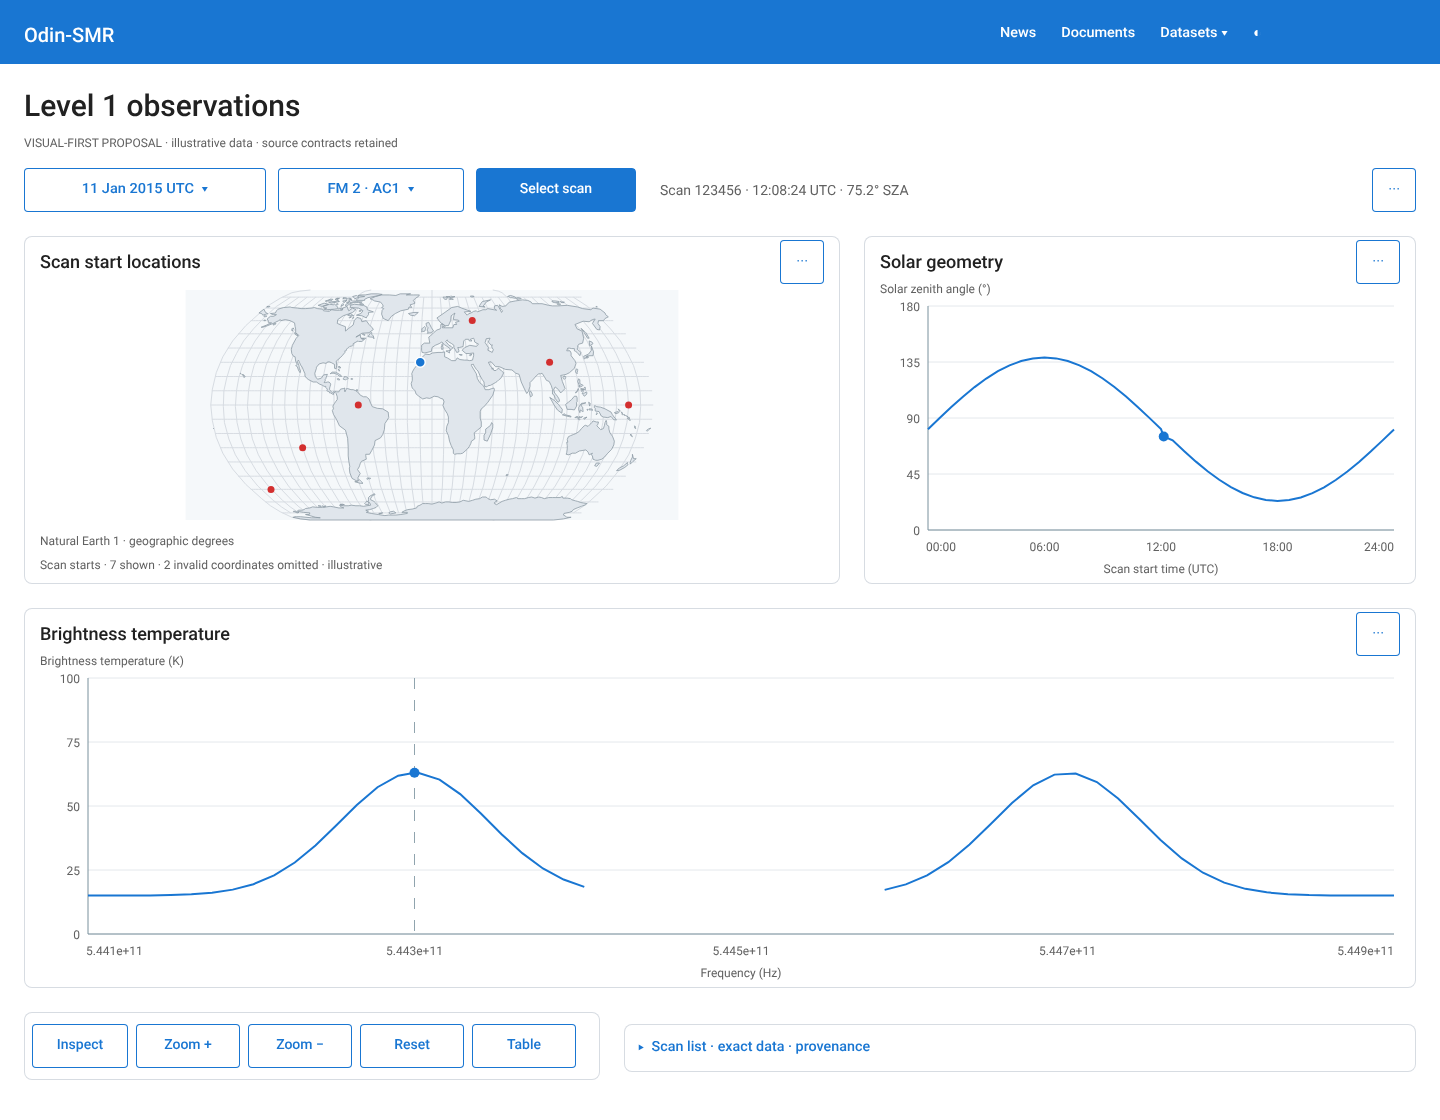 Odin-SMR
News Documents Datasets ▾
Level 1 observations
VISUAL-FIRST PROPOSAL · illustrative data · source contracts retained
11 Jan 2015 UTC ▾
FM 2 · AC1 ▾
Select scan
Scan 123456 · 12:08:24 UTC · 75.2° SZA
...
Scan start locations
...
Natural Earth 1 · geographic degrees
Scan starts · 7 shown · 2 invalid coordinates omitted · illustrative
Solar geometry
...
Solar zenith angle (°)
180
135
90
45
0
00:00 06:00 12:00 18:00 24:00
Scan start time (UTC)
Brightness temperature
...
Brightness temperature (K)
100
75
50
25
0
5.441e+11 5.443e+11 5.445e+11 5.447e+11 5.449e+11
Frequency (Hz)
Inspect
Zoom +
Zoom −
Reset
Table
▸ Scan list · exact data · provenance